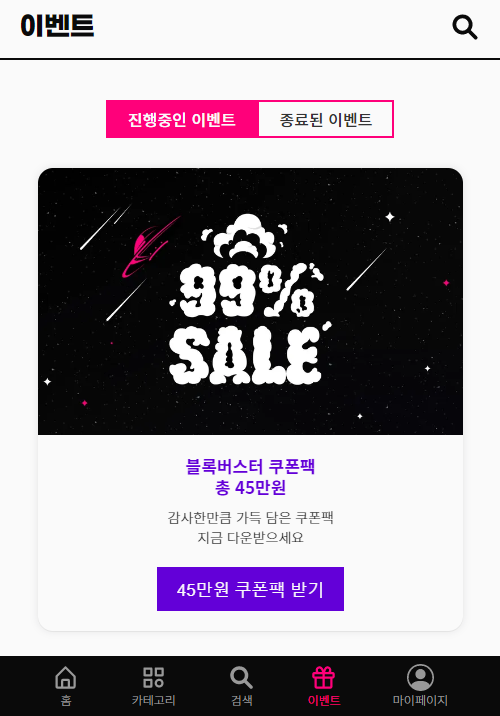 이벤트
진행중인 이벤트
종료된 이벤트
99%
SALE
블록버스터 쿠폰팩
총 45만원
감사한만큼 가득 담은 쿠폰팩
지금 다운받으세요
45만원 쿠폰팩 받기
홈
카테고리
검색
이벤트
마이페이지